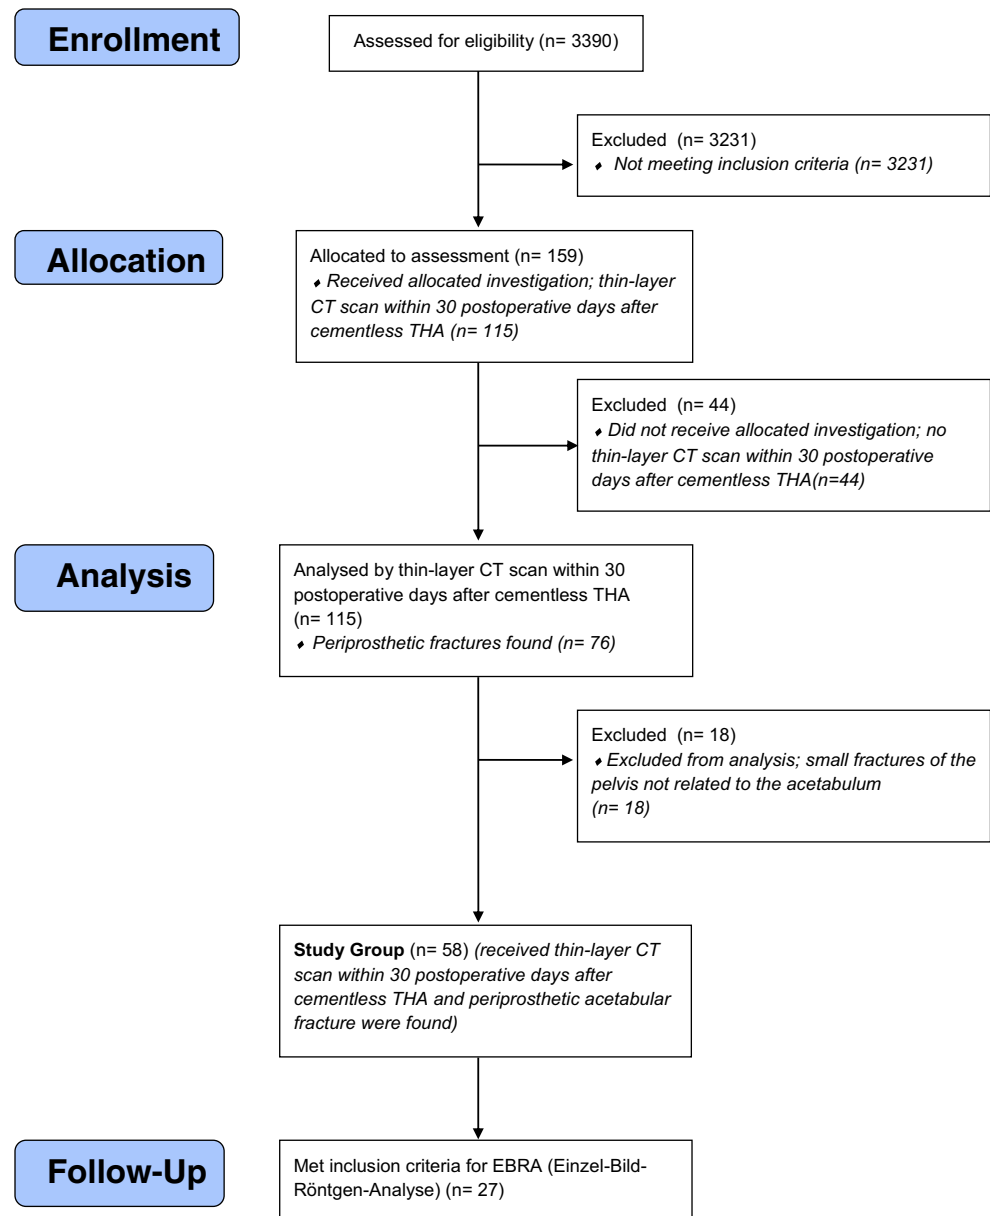 Enrollment
Assessed for eligibility (n= 3390)
Excluded (n= 3231)
⬧ Not meeting inclusion criteria (n= 3231)
Allocation
Allocated to assessment (n= 159)
⬧ Received allocated investigation; thin-layer
CT scan within 30 postoperative days after
cementless THA (n= 115)
Excluded (n= 44)
⬧ Did not receive allocated investigation; no
thin-layer CT scan within 30 postoperative
days after cementless THA(n=44)
Analysis
Analysed by thin-layer CT scan within 30
postoperative days after cementless THA
(n= 115)
⬧ Periprosthetic fractures found (n= 76)
Excluded (n= 18)
⬧ Excluded from analysis; small fractures of the
pelvis not related to the acetabulum
(n= 18)
Study Group (n= 58) (received thin-layer CT
scan within 30 postoperative days after
cementless THA and periprosthetic acetabular
fracture were found)
Follow-Up
Met inclusion criteria for EBRA (Einzel-Bild-
Röntgen-Analyse) (n= 27)